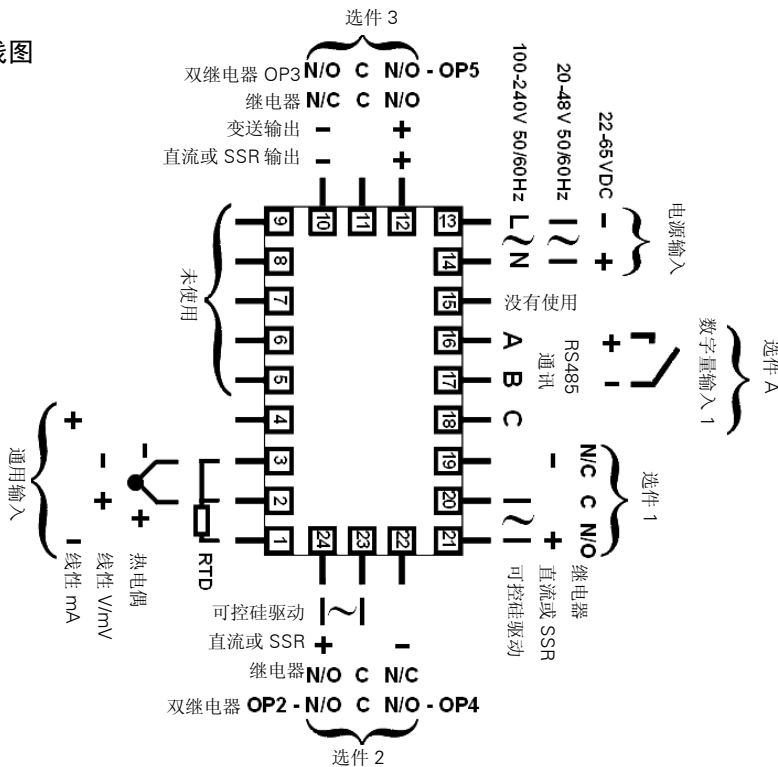 选件 3
线图
双继电器 OP3 N/O C N/O - OP5
继电器 N/C C N/O
变送输出 − +
直流或 SSR 输出 − +
100-240V 50/60Hz
20-48V 50/60Hz
22-65VDC
电源输入
L ~ N
~
− +
9
10
11
12
13
8
14
7
15
没有使用
6
16
5
17
4
18
3
19
2
20
1
24
23
22
21
未使用
A
B
C
RS485
通讯
+ −
数字量输入 1
选件 A
通用输入
+ − 线性 mA
− + 线性 V/mV
− + 热电偶
RTD
N/C C N/O 继电器
− + 直流或 SSR
~ 可控硅驱动
选件 1
可控硅驱动 ~
直流或 SSR + −
继电器 N/O C N/C
双继电器 OP2 - N/O C N/O - OP4
选件 2